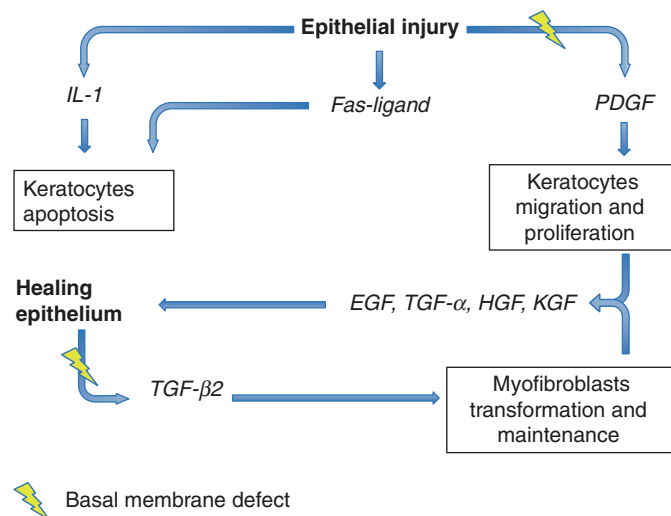 Epithelial injury
IL-1
Fas-ligand
PDGF
Keratocytes
apoptosis
Keratocytes
migration and
proliferation
Healing
epithelium
EGF, TGF-α, HGF, KGF
TGF-β2
Myofibroblasts
transformation and
maintenance
Basal membrane defect